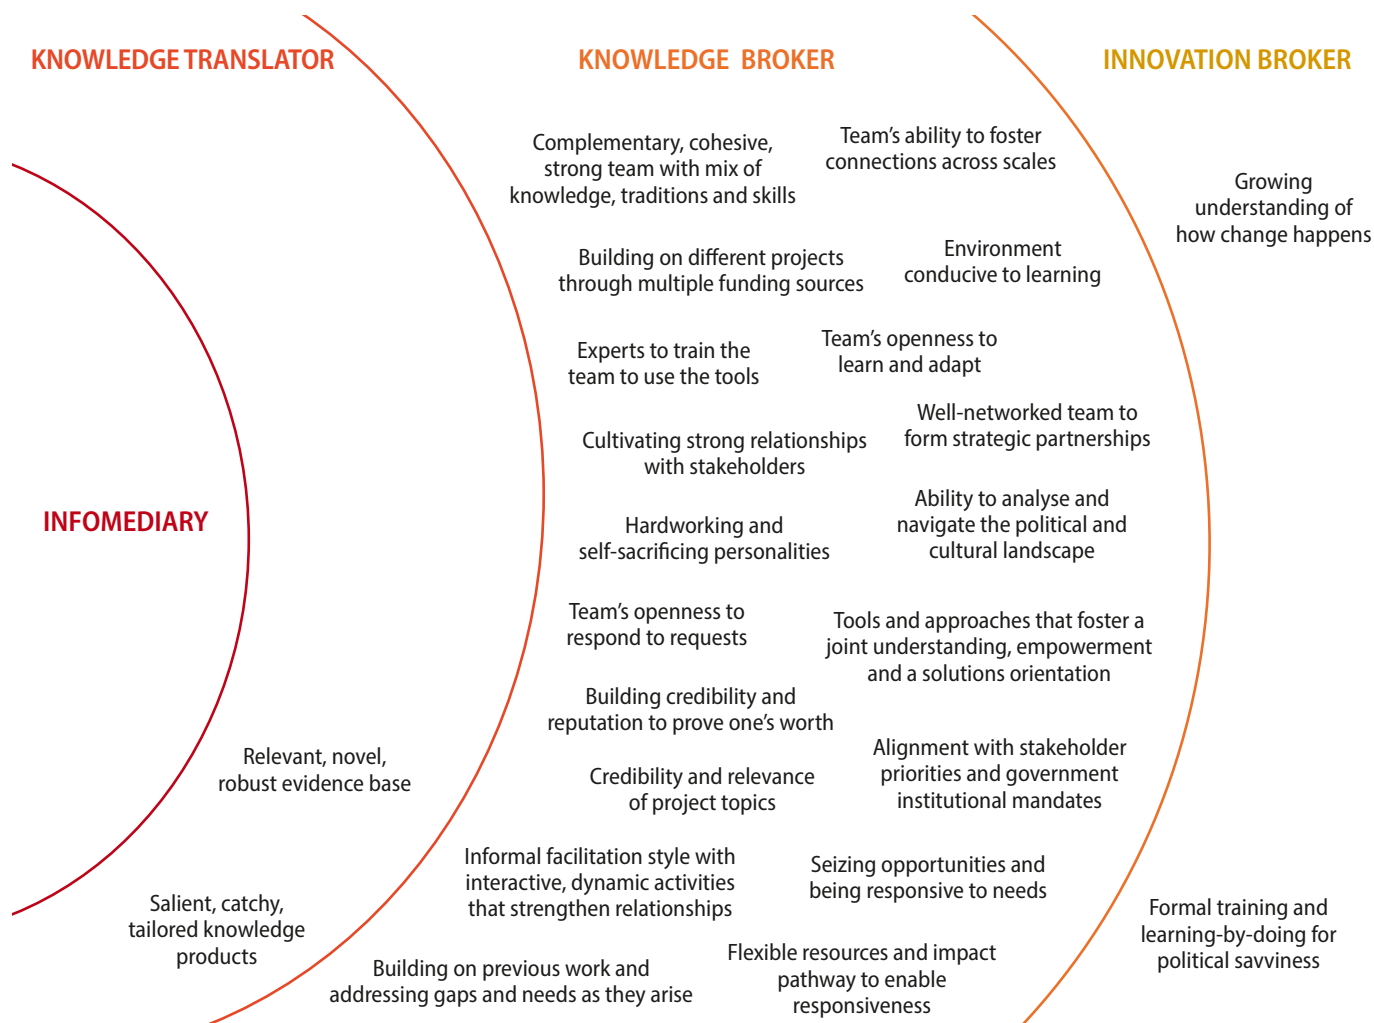 KNOWLEDGE TRANSLATOR
KNOWLEDGE BROKER
INNOVATION BROKER
INFOMEDIARY
Relevant, novel,
robust evidence base
Salient, catchy,
tailored knowledge
products
Complementary, cohesive,
strong team with mix of
knowledge, traditions and skills
Team’s ability to foster
connections across scales
Building on different projects
through multiple funding sources
Environment
conducive to learning
Experts to train the
team to use the tools
Team’s openness to
learn and adapt
Cultivating strong relationships
with stakeholders
Well-networked team to
form strategic partnerships
Hardworking and
self-sacrificing personalities
Ability to analyse and
navigate the political and
cultural landscape
Team’s openness to
respond to requests
Tools and approaches that foster a
joint understanding, empowerment
and a solutions orientation
Building credibility and
reputation to prove one’s worth
Credibility and relevance
of project topics
Alignment with stakeholder
priorities and government
institutional mandates
Informal facilitation style with
interactive, dynamic activities
that strengthen relationships
Seizing opportunities and
being responsive to needs
Building on previous work and
addressing gaps and needs as they arise
Flexible resources and impact
pathway to enable
responsiveness
Growing
understanding of
how change happens
Formal training and
learning-by-doing for
political savviness